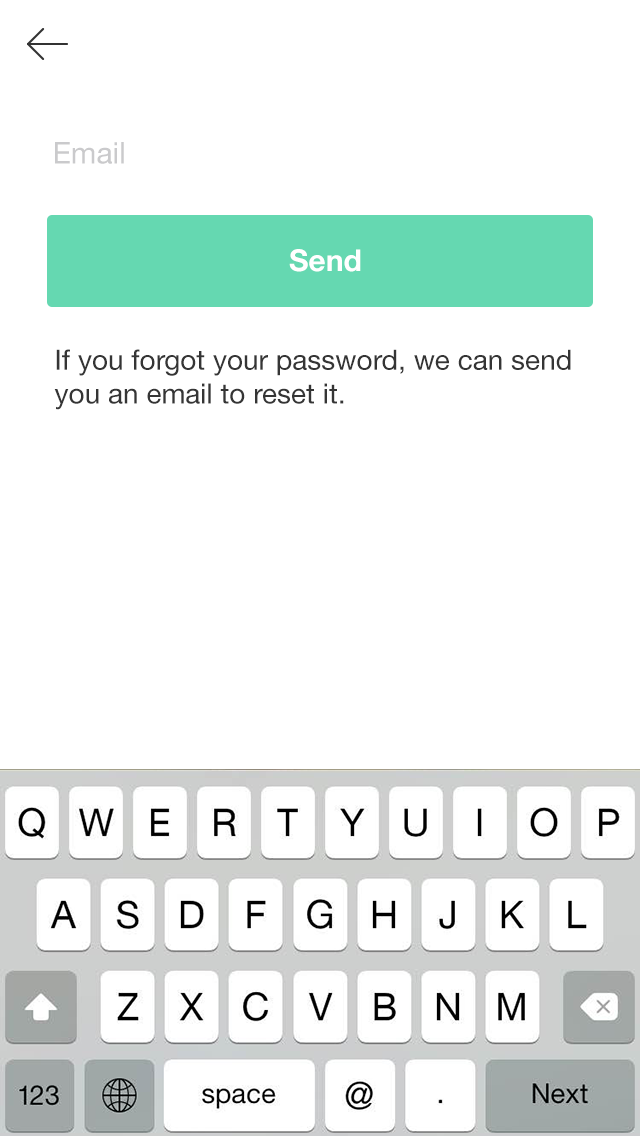 Email
Send
If you forgot your password, we can send
you an email to reset it.
Q W E R T Y U I O P
A S D F G H J K L
Z X C V B N M
123 space @ . Next